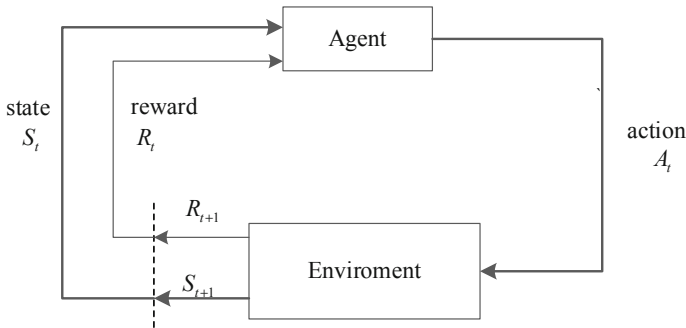 Agent
state
S_t
reward
R_t
action
A_t
R_{t+1}
Enviroment
S_{t+1}